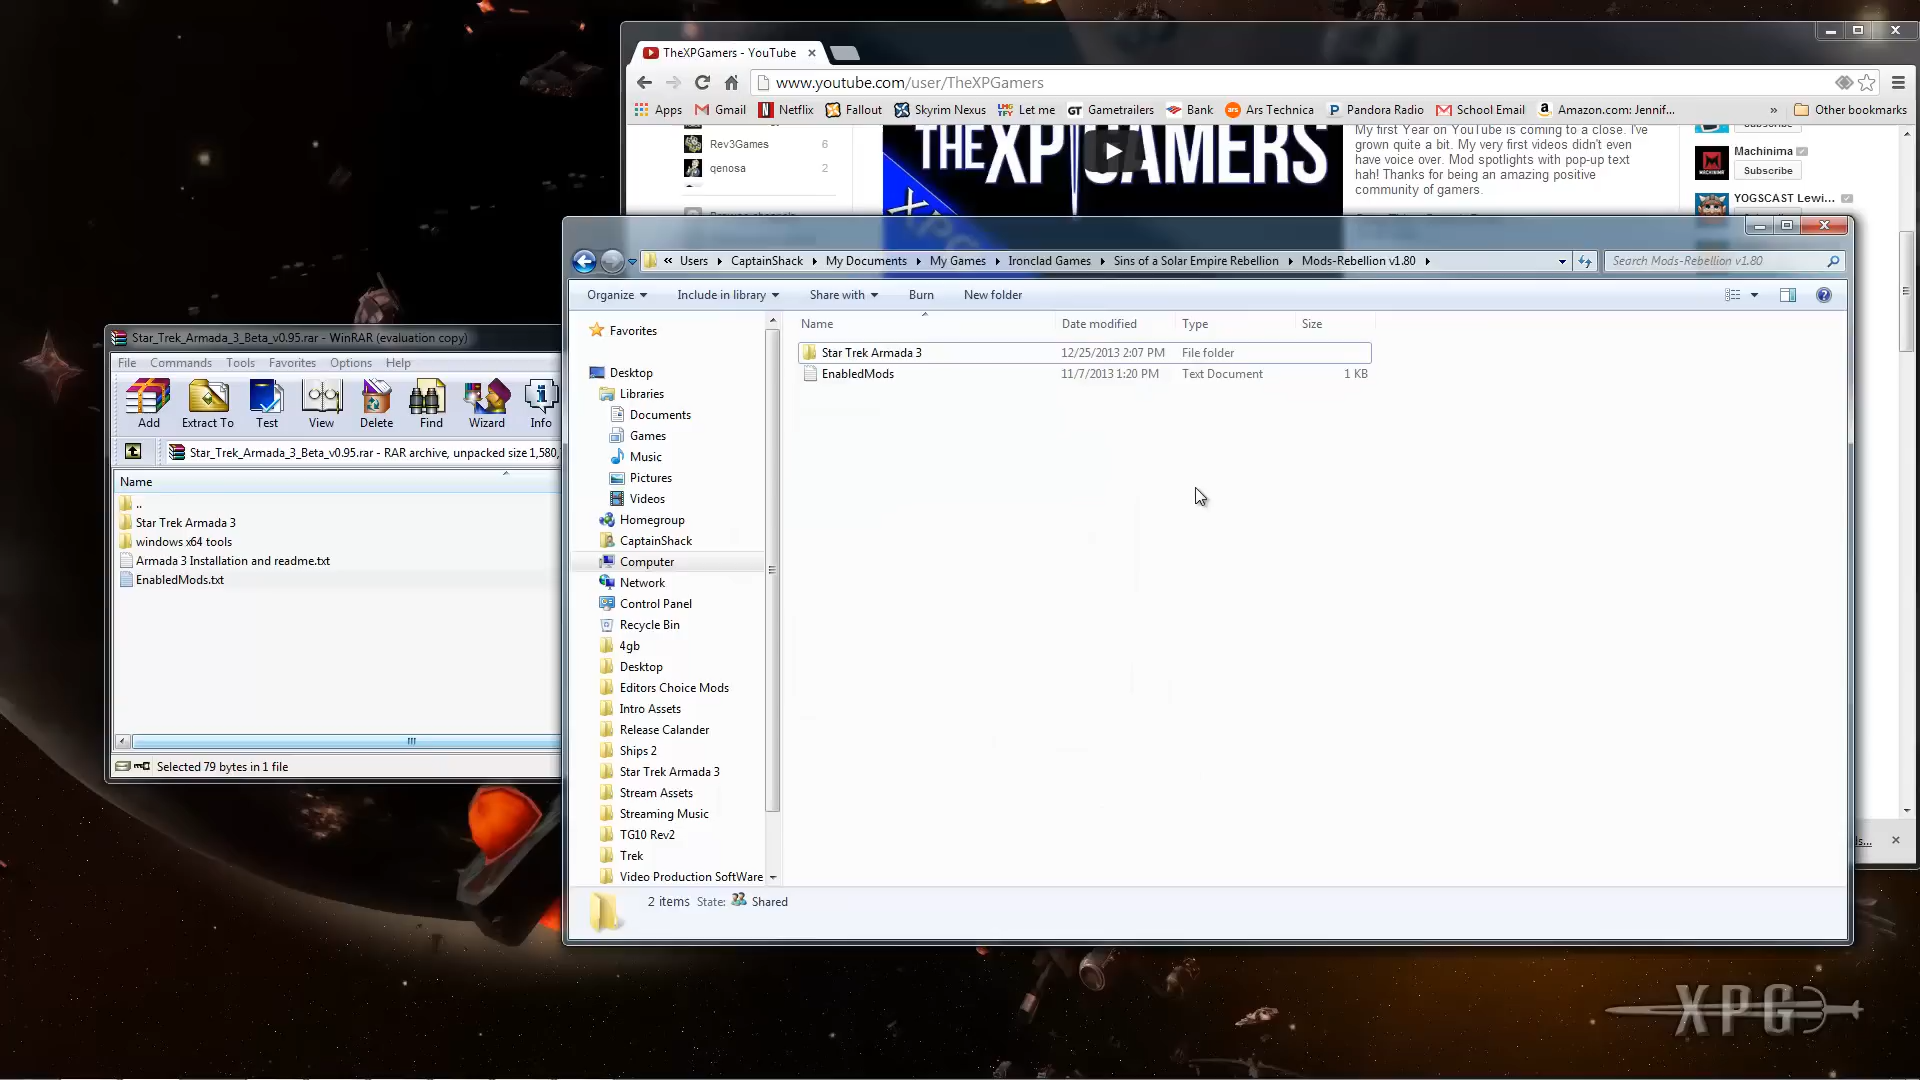 TheXPGamers - YouTube
www.youtube.com/user/TheXPGamers
Apps Gmail Netflix Fallout Skyrim Nexus Let me Gametrailers Bank Ars Technica Pandora Radio School Email Amazon.com: Jennif... » Other bookmarks
Rev3Games 6
qenosa 2
THEXPGAMERS
My first Year on YouTube is coming to a close. I've
grown quite a bit. My very first videos didn't even
have voice over. Mod spotlights with pop-up text
hah! Thanks for being an amazing positive
community of gamers.
Subscribe
Machinima
Subscribe
YOGSCAST Lewi...
« Users CaptainShack My Documents My Games Ironclad Games Sins of a Solar Empire Rebellion Mods-Rebellion v1.80
Search Mods-Rebellion v1.80
Organize Include in library Share with Burn New folder
Name Date modified Type Size
Star Trek Armada 3 12/25/2013 2:07 PM File folder
EnabledMods 11/7/2013 1:20 PM Text Document 1 KB
Favorites
Desktop
Libraries
Documents
Games
Music
Pictures
Videos
Homegroup
CaptainShack
Computer
Network
Control Panel
Recycle Bin
4gb
Desktop
Editors Choice Mods
Intro Assets
Release Calander
Ships 2
Star Trek Armada 3
Stream Assets
Streaming Music
TG10 Rev2
Trek
Video Production SoftWare
2 items State: Shared
Star_Trek_Armada_3_Beta_v0.95.rar - WinRAR (evaluation copy)
File Commands Tools Favorites Options Help
Add Extract To Test View Delete Find Wizard Info
Star_Trek_Armada_3_Beta_v0.95.rar - RAR archive, unpacked size 1,580,
Name
..
Star Trek Armada 3
windows x64 tools
Armada 3 Installation and readme.txt
EnabledMods.txt
Selected 79 bytes in 1 file
XPG